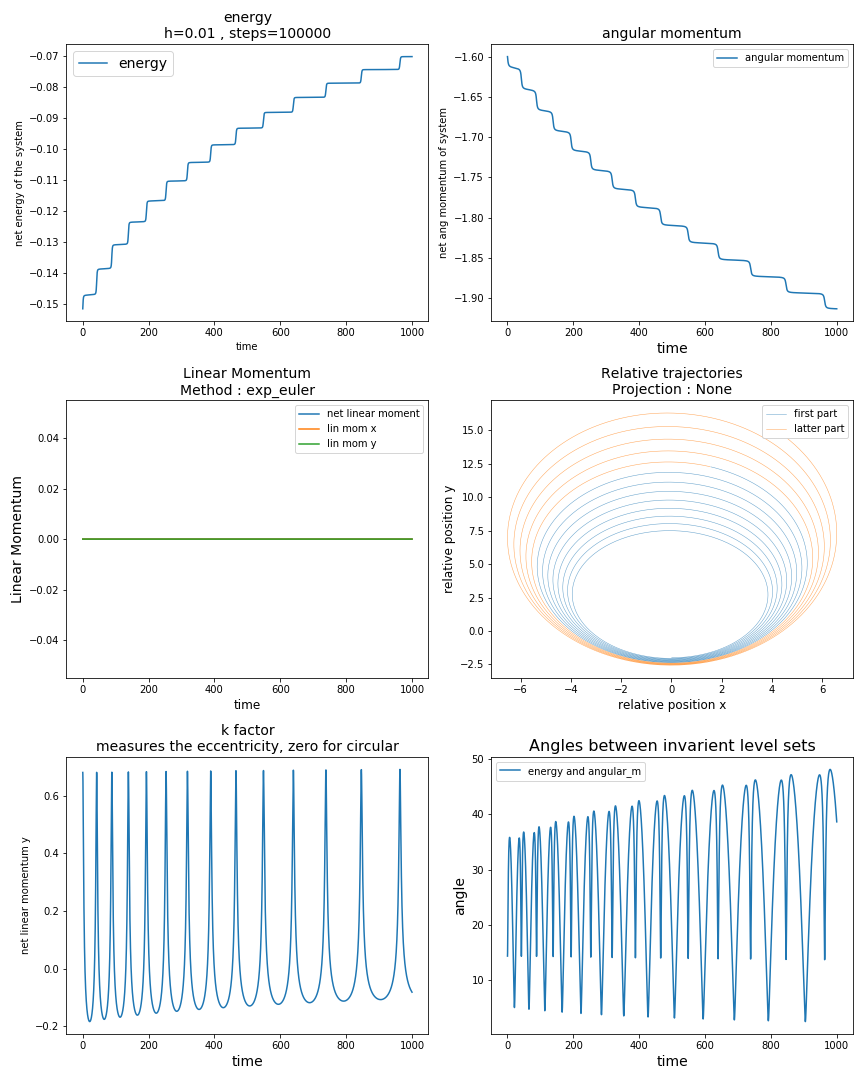 energy
h=0.01 , steps=100000
energy
net energy of the system
−0.07
−0.08
−0.09
−0.10
−0.11
−0.12
−0.13
−0.14
−0.15
0 200 400 600 800 1000
time
angular momentum
angular momentum
net ang momentum of system
−1.60
−1.65
−1.70
−1.75
−1.80
−1.85
−1.90
0 200 400 600 800 1000
time
Linear Momentum
Method : exp_euler
net linear moment
lin mom x
lin mom y
Linear Momentum
0.04
0.02
0.00
−0.02
−0.04
0 200 400 600 800 1000
time
Relative trajectories
Projection : None
first part
latter part
relative position y
15.0
12.5
10.0
7.5
5.0
2.5
0.0
−2.5
−6 −4 −2 0 2 4 6
relative position x
k factor
measures the eccentricity, zero for circular
net linear momentum y
0.6
0.4
0.2
0.0
−0.2
0 200 400 600 800 1000
time
Angles between invarient level sets
energy and angular_m
angle
50
40
30
20
10
0 200 400 600 800 1000
time